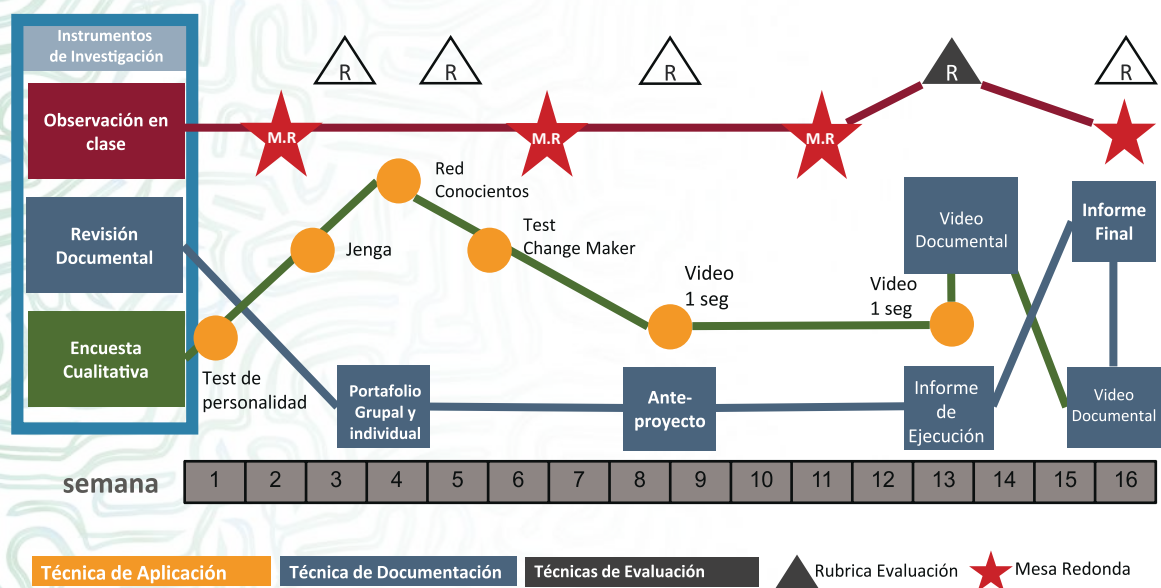 Instrumentos
de Investigación
R
R
R
R
R
Observación en
clase
M.R
M.R
M.R
Red
Conocientos
Revisión
Documental
Jenga
Test
Change Maker
Video
Documental
Informe
Final
Video
1 seg
Video
1 seg
Encuesta
Cualitativa
Test de
personalidad
Portafolio
Grupal y
individual
Ante-
proyecto
Informe
de
Ejecución
Video
Documental
semana
1 2 3 4 5 6 7 8 9 10 11 12 13 14 15 16
Técnica de Aplicación
Técnica de Documentación
Técnicas de Evaluación
Rubrica Evaluación
Mesa Redonda